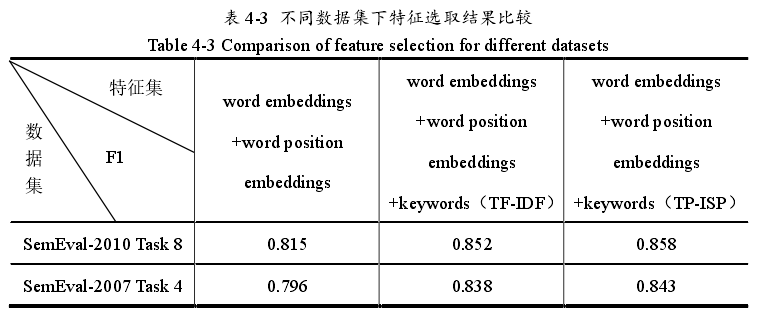 表 4-3 不同数据集下特征选取结果比较
Table 4-3 Comparison of feature selection for different datasets
特征集
数据集
F1
word embeddings
+word position
embeddings
word embeddings
+word position
embeddings
+keywords（TF-IDF）
word embeddings
+word position
embeddings
+keywords（TP-ISP）
SemEval-2010 Task 8 0.815 0.852 0.858
SemEval-2007 Task 4 0.796 0.838 0.843